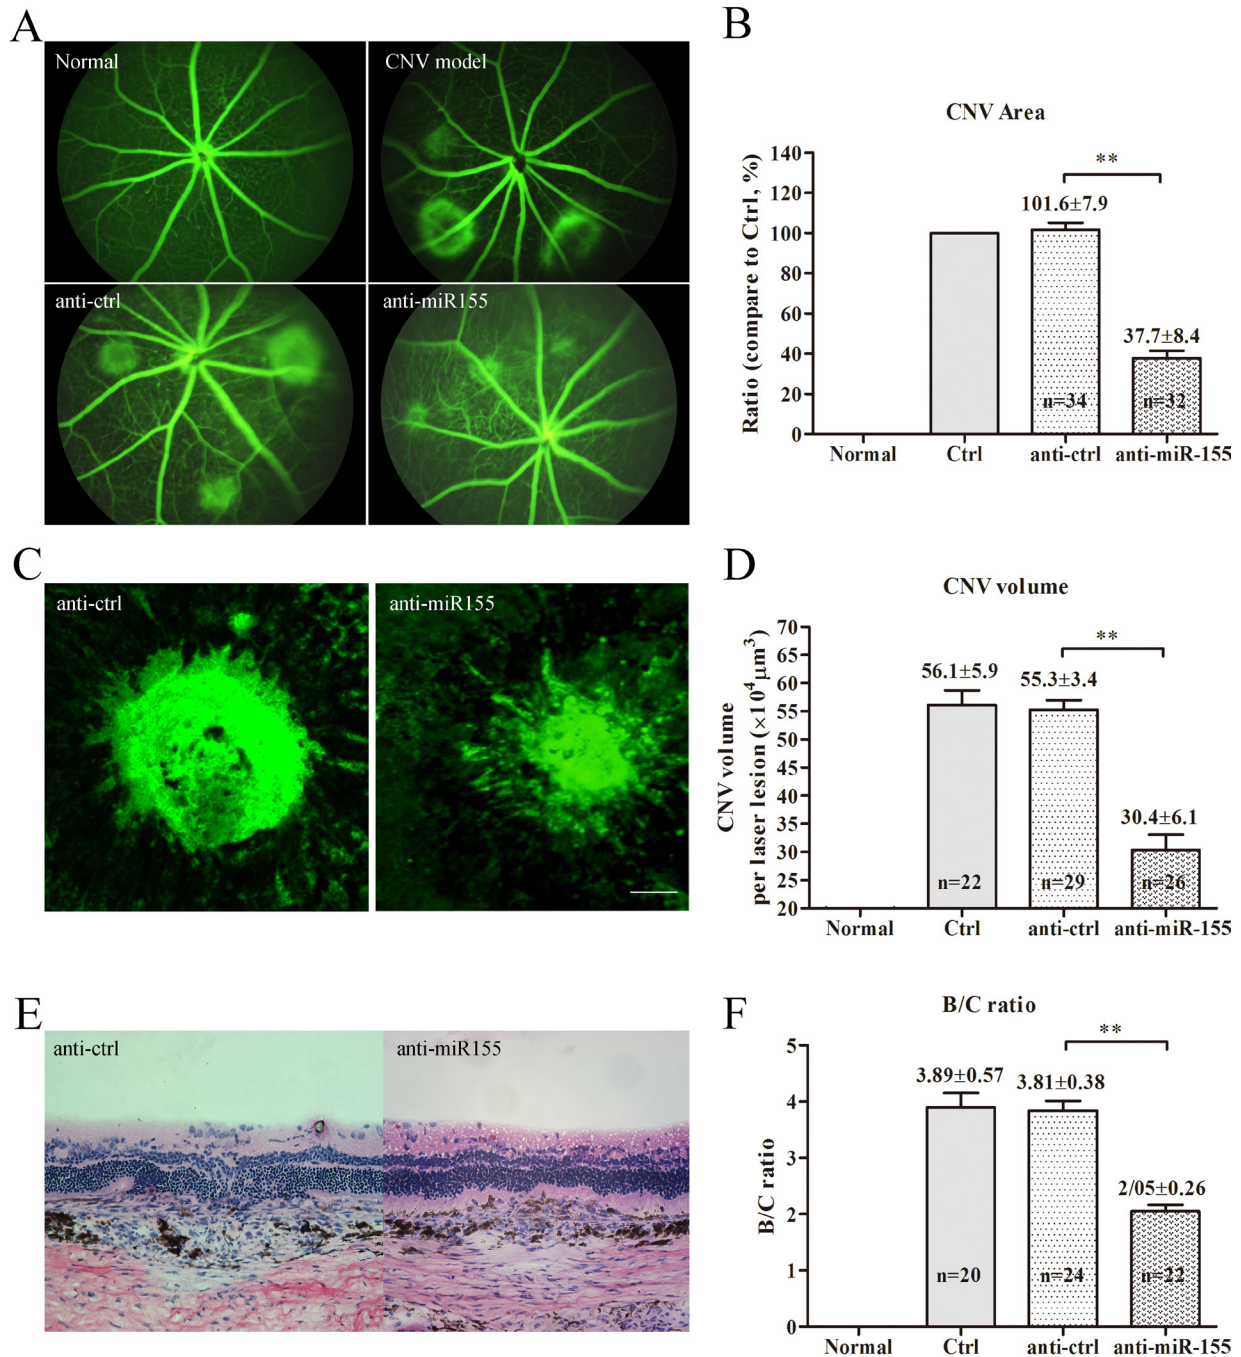 A
Normal
CNV model
anti-ctrl
anti-miR155
B
CNV Area
Ratio (compare to Ctrl, %)
140
120
100
80
60
40
20
0
**
101.6±7.9
37.7±8.4
n=34
n=32
Normal
Ctrl
anti-ctrl
anti-miR-155
C
anti-ctrl
anti-miR155
D
CNV volume
CNV volume
per laser lesion (×10⁴μm³)
70
65
60
55
50
45
40
35
30
25
20
**
56.1±5.9
55.3±3.4
30.4±6.1
n=22
n=29
n=26
Normal
Ctrl
anti-ctrl
anti-miR-155
E
anti-ctrl
anti-miR155
F
B/C ratio
B/C ratio
5
4
3
2
1
0
**
3.89±0.57
3.81±0.38
2/05±0.26
n=20
n=24
n=22
Normal
Ctrl
anti-ctrl
anti-miR-155